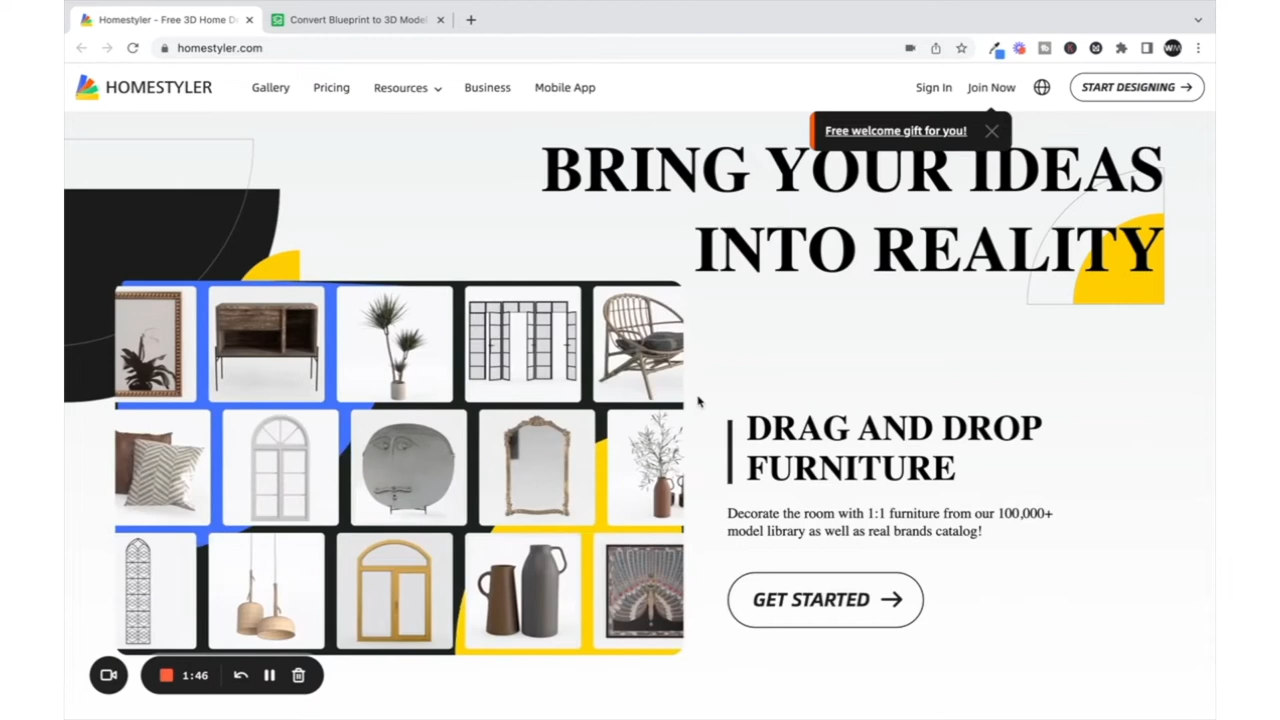 Homestyler - Free 3D Home D
Convert Blueprint to 3D Model
homestyler.com
HOMESTYLER
Gallery
Pricing
Resources
Business
Mobile App
Sign In
Join Now
START DESIGNING
Free welcome gift for you!
BRING YOUR IDEAS
INTO REALITY
DRAG AND DROP
FURNITURE
Decorate the room with 1:1 furniture from our 100,000+
model library as well as real brands catalog!
GET STARTED
1:46